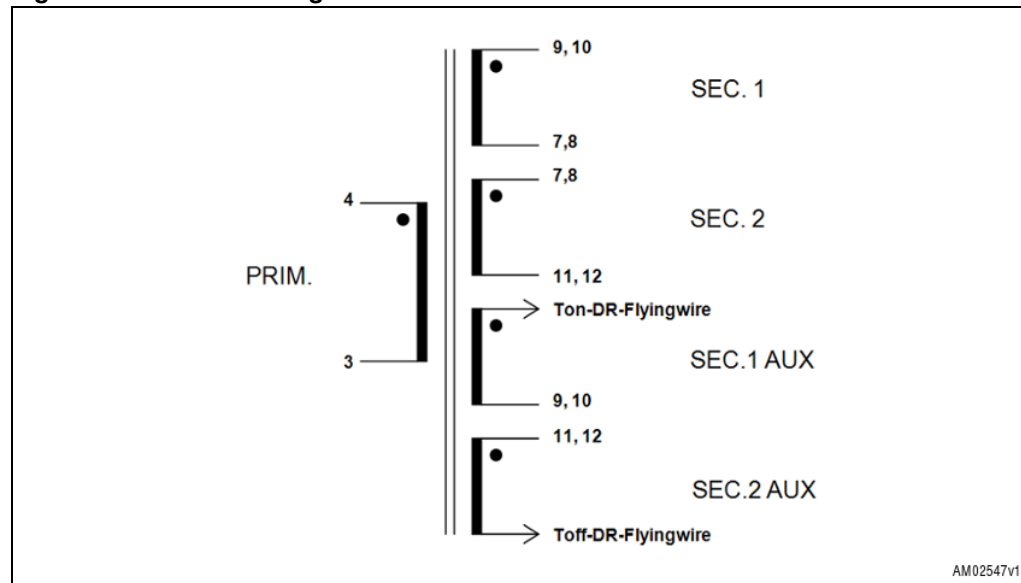 9, 10
SEC. 1
7,8
7,8
4
SEC. 2
PRIM.
11, 12
Ton-DR-Flyingwire
3
SEC.1 AUX
9, 10
11, 12
SEC.2 AUX
Toff-DR-Flyingwire
AM02547v1